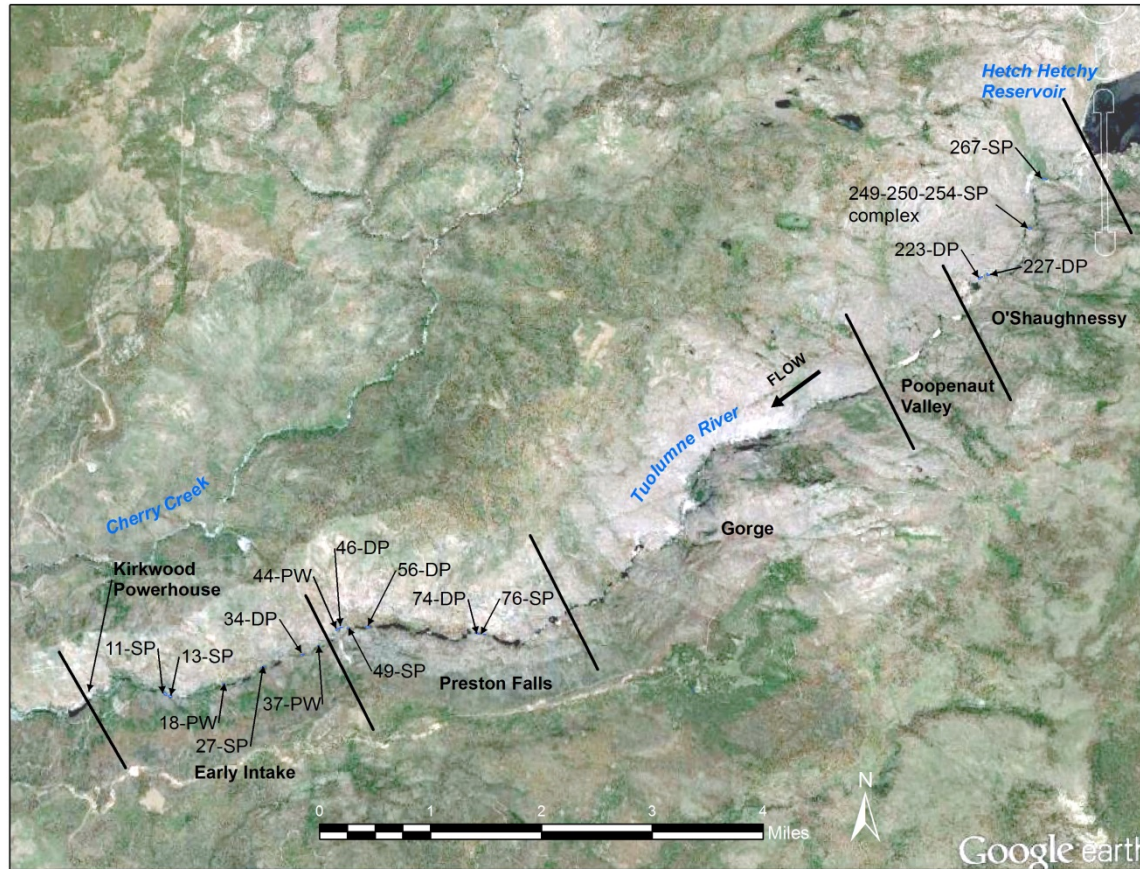 Hetch Hetchy
Reservoir
267-SP
249-250-254-SP
complex
223-DP
227-DP
O'Shaughnessy
Poopenaut
Valley
FLOW
Tuolumne River
Gorge
Cherry Creek
Kirkwood
Powerhouse
46-DP
44-PW
56-DP
74-DP
76-SP
34-DP
11-SP
13-SP
49-SP
Preston Falls
37-PW
18-PW
27-SP
Early Intake
N
0 1 2 3 4
Miles
Google earth